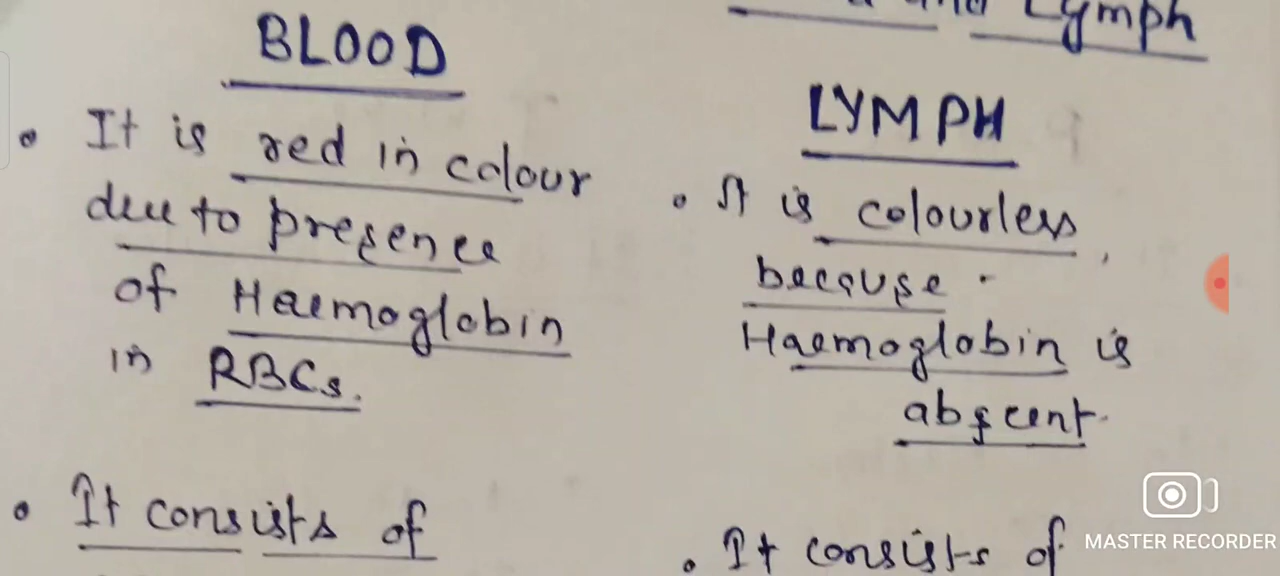 and Lymph
BLOOD
• It is red in colour
due to presence
of Haemoglobin
in RBCs.
• It consists of
LYMPH
• It is colourless,
because
Haemoglobin is
absent.
• It consists of
MASTER RECORDER